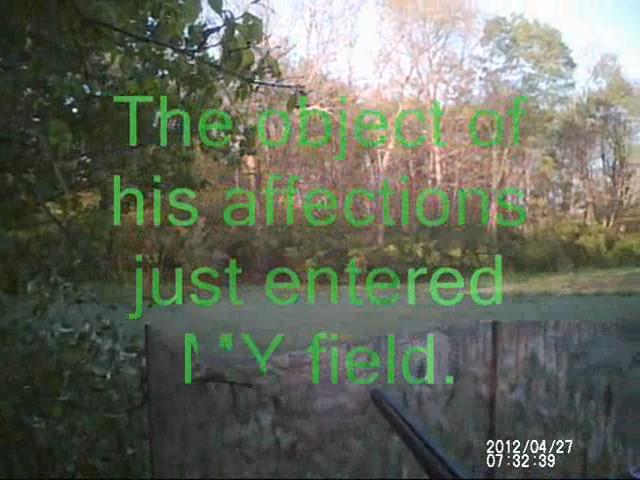 The object of
his affections
just entered
MY field.
2012/04/27
07:32:39